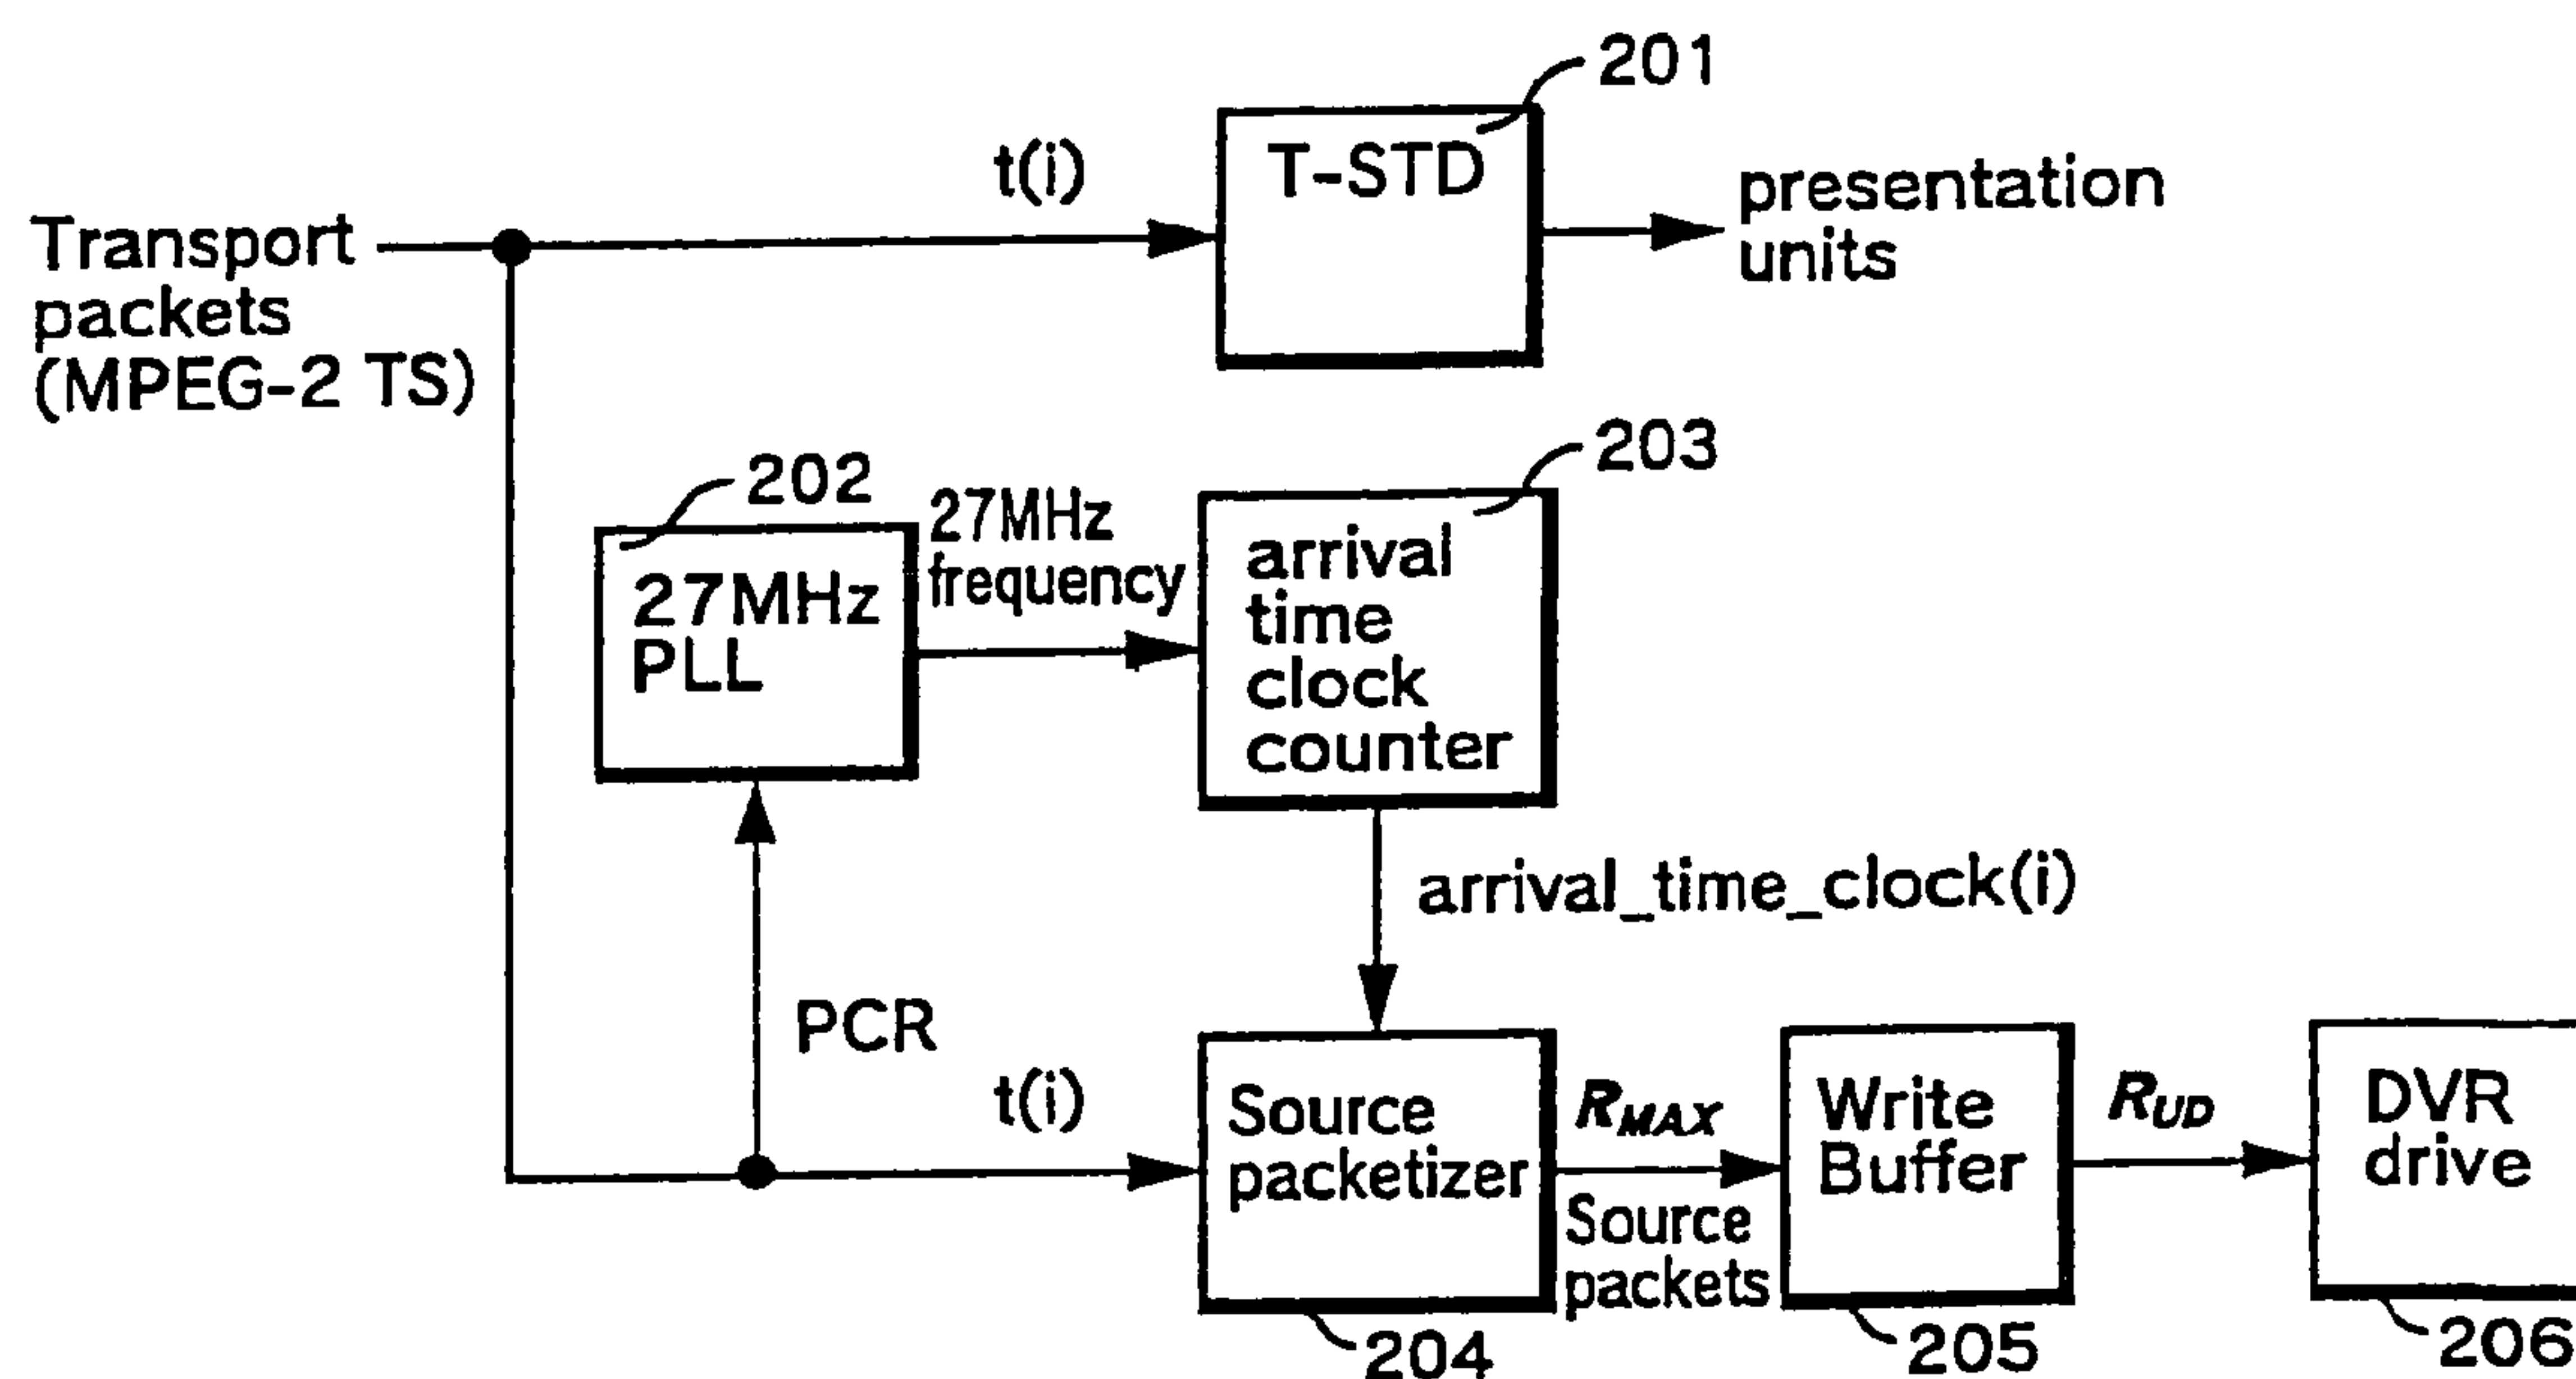 201
t(i)
T-STD
Transport
packets
(MPEG-2 TS)
presentation
units
202
27MHz
frequency
203
27MHz
PLL
arrival
time
clock
counter
arrival_time_clock(i)
PCR
t(i)
Source
packetizer
RMAX
Source
packets
Write
Buffer
RUD
DVR
drive
204
205
206